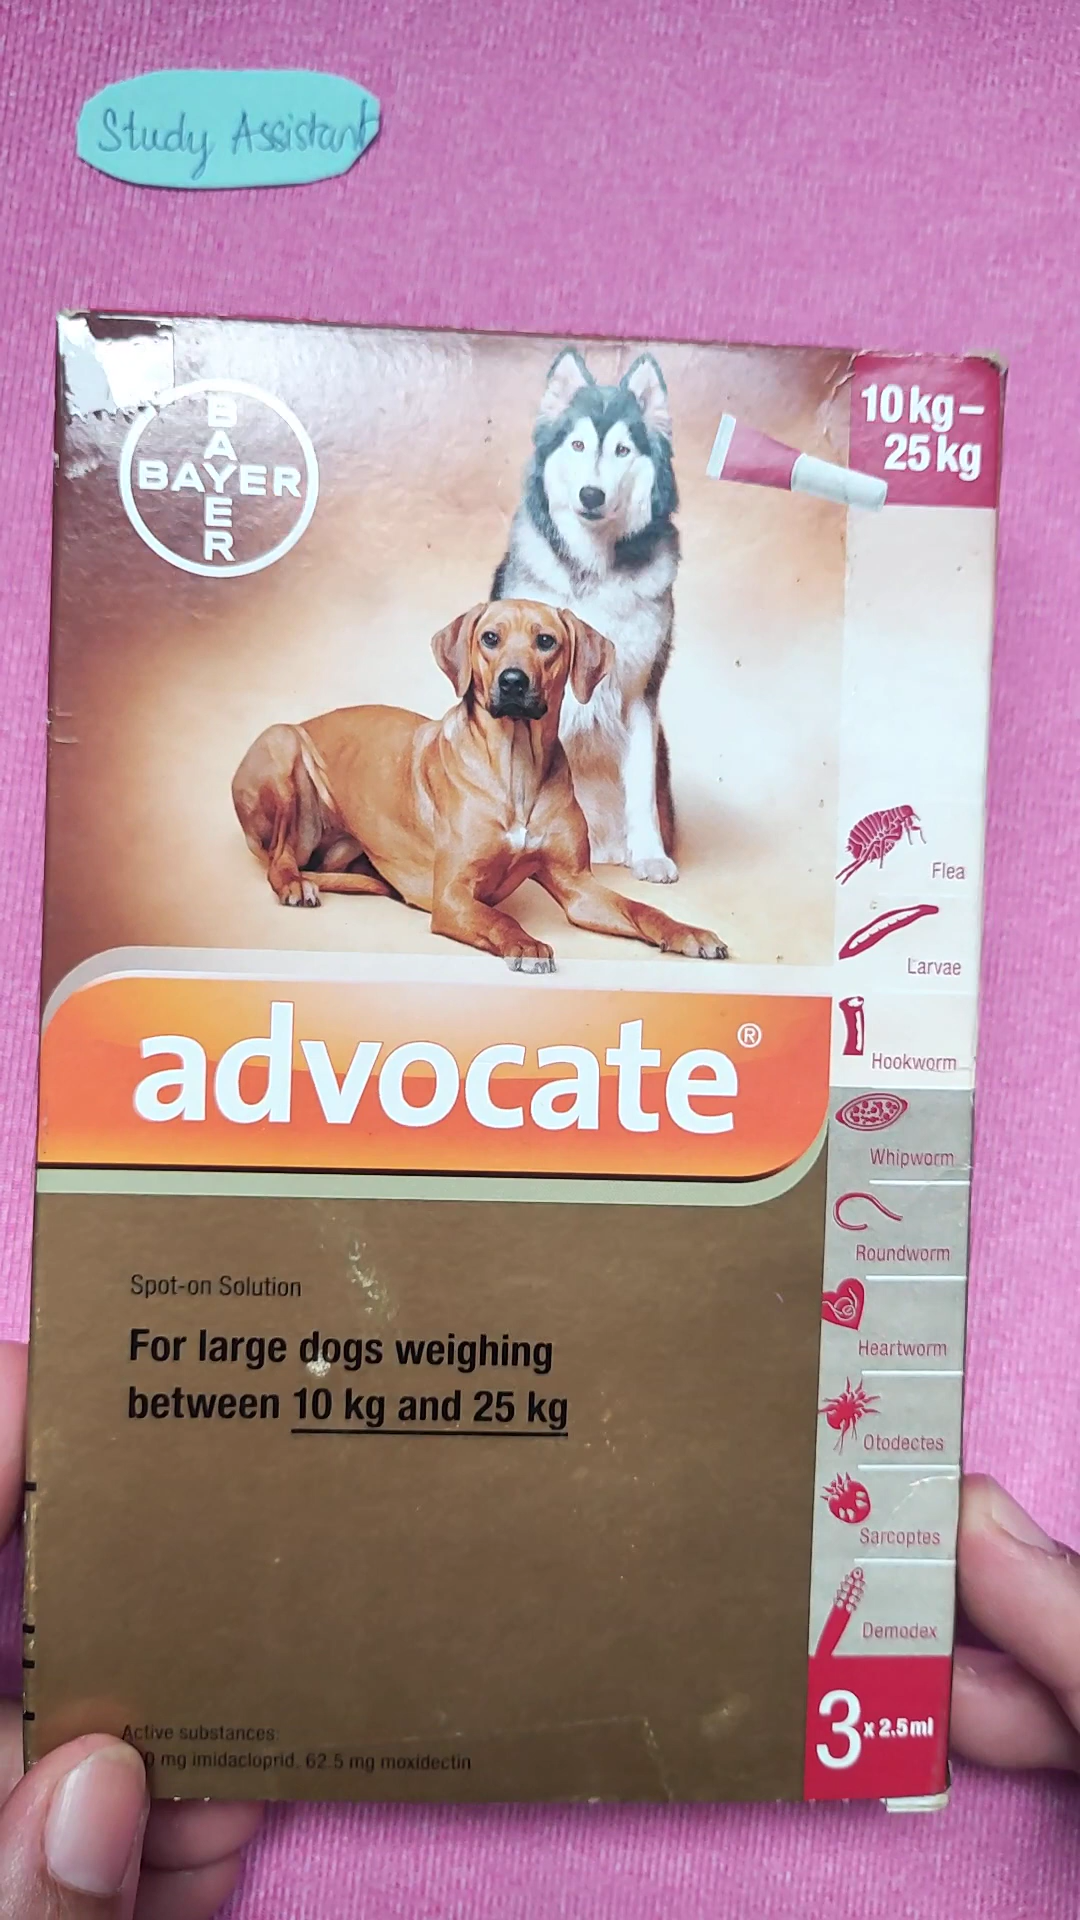 Study Assistant
BAYER
BAYER
10 kg –
25 kg
Flea
Larvae
Hookworm
Whipworm
Roundworm
Heartworm
Otodectes
Sarcoptes
Demodex
advocate®
Spot-on Solution
For large dogs weighing
between 10 kg and 25 kg
Active substances:
0 mg imidacloprid, 62.5 mg moxidectin
3 x 2.5ml